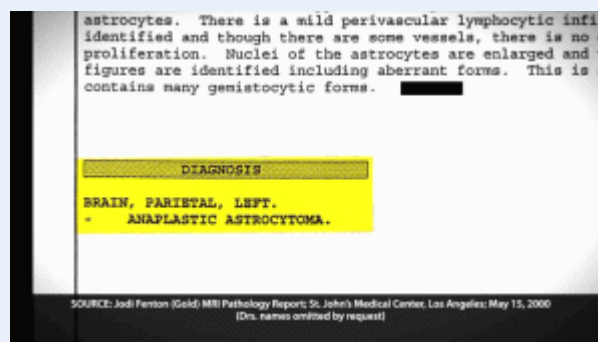 astrocytes. There is a mild perivascular lymphocytic infi
identified and though there are some vessels, there is no
proliferation. Nuclei of the astrocytes are enlarged and
figures are identified including aberrant forms. This is
contains many gemistocytic forms.
DIAGNOSIS
BRAIN, PARIETAL, LEFT.
- ANAPLASTIC ASTROCYTOMA.
SOURCE: Jodi Fenton (Gold) MRI Pathology Report; St. John's Medical Center, Los Angeles; May 15, 2000
(Drs. names omitted by request)